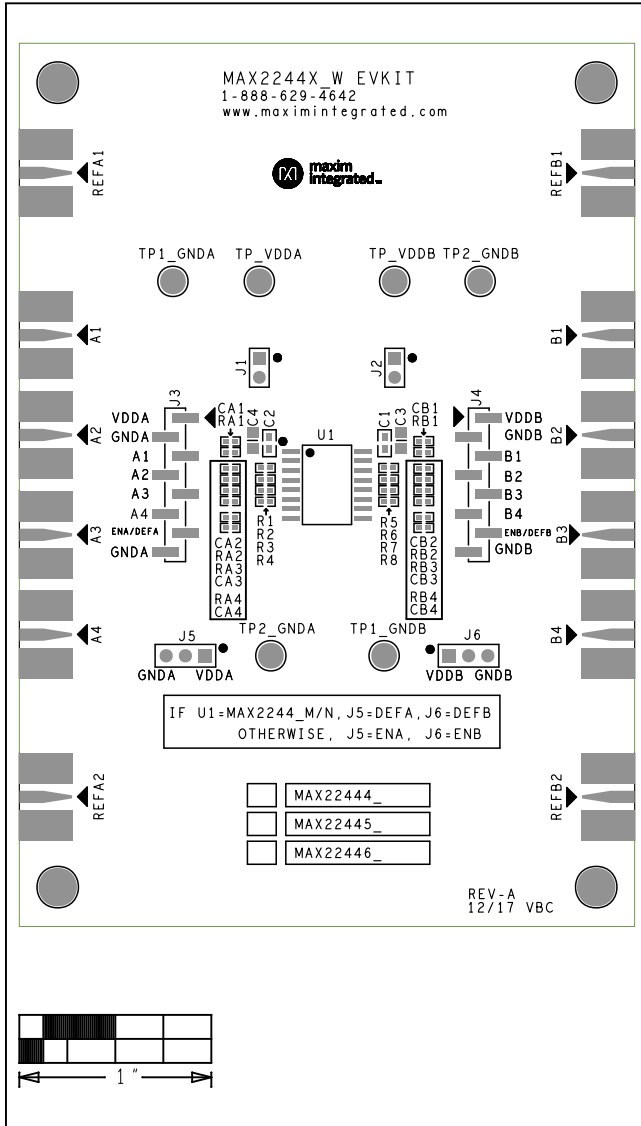 MAX2244X_W EVKIT
1-888-629-4642
www.maximintegrated.com
maxim
integrated™
REFA1
REFB1
TP1_GNDA
TP_VDDA
TP_VDDB
TP2_GNDB
A1
B1
J1
J2
J3
J4
CA1
RA1
C4
C2
U1
C1
C3
CB1
RB1
VDDA
GNDA
A1
A2
A3
A4
ENA/DEFA
GNDA
VDDB
GNDB
B1
B2
B3
B4
ENB/DEFB
GNDB
A2
A3
A4
B2
B3
B4
R1
R2
R3
R4
R5
R6
R7
R8
CA2
RA2
RA3
CA3
RA4
CA4
CB2
RB2
RB3
CB3
RB4
CB4
J5
GNDA VDDA
TP2_GNDA
TP1_GNDB
J6
VDDB GNDB
IF U1=MAX2244_M/N, J5=DEFA, J6=DEFB
OTHERWISE, J5=ENA, J6=ENB
REFA2
REFB2
MAX22444_
MAX22445_
MAX22446_
REV-A
12/17 VBC
1"